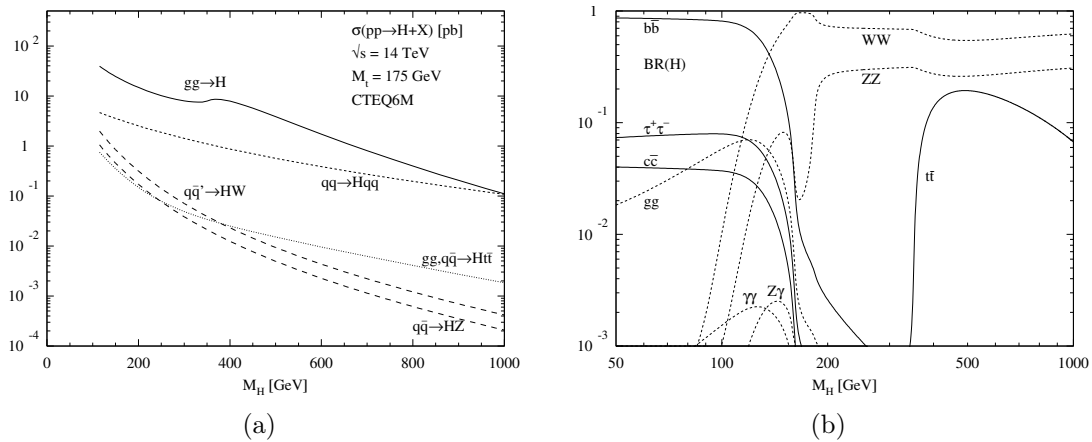 σ(pp→H+X) [pb]
√s = 14 TeV
M_t = 175 GeV
CTEQ6M
gg→H
qq→Hqq
qq̄'→HW
gg,qq̄→Htt̄
qq̄→HZ
10^2
10
1
10^-1
10^-2
10^-3
10^-4
0 200 400 600 800 1000
M_H [GeV]
(a)
bb̄
WW
BR(H)
ZZ
τ^+τ^-
cc̄
tt̄
gg
γγ
Zγ
1
10^-1
10^-2
10^-3
50 100 200 500 1000
M_H [GeV]
(b)